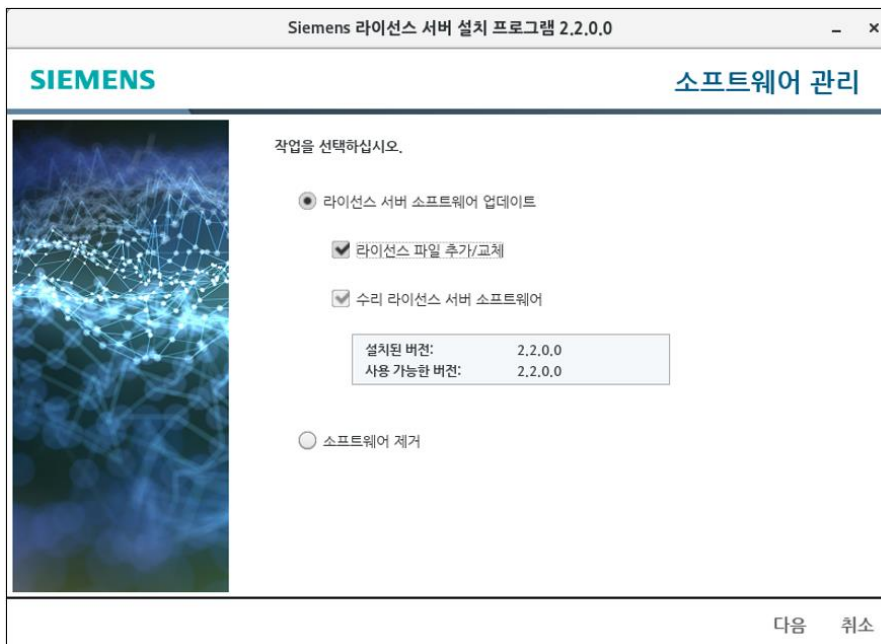 Siemens 라이선스 서버 설치 프로그램 2.2.0.0
SIEMENS
소프트웨어 관리
작업을 선택하십시오.
라이선스 서버 소프트웨어 업데이트
라이선스 파일 추가/교체
수리 라이선스 서버 소프트웨어
설치된 버전: 2.2.0.0
사용 가능한 버전: 2.2.0.0
소프트웨어 제거
다음 취소